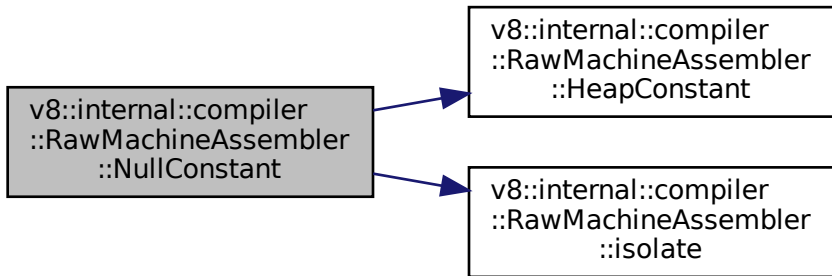 v8::internal::compiler
::RawMachineAssembler
::NullConstant
v8::internal::compiler
::RawMachineAssembler
::HeapConstant
v8::internal::compiler
::RawMachineAssembler
::isolate